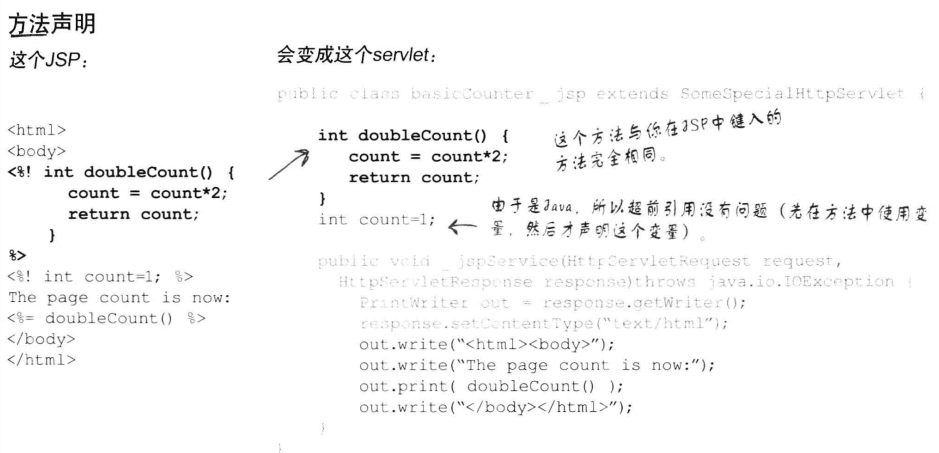 方法声明
这个JSP：
<html>
<body>
<%! int doubleCount() {
count = count*2;
return count;
}
%>
<%! int count=1; %>
The page count is now:
<%= doubleCount() %>
</body>
</html>
会变成这个servlet：
public class basicCounter_jsp extends SomeSpecialHttpServlet {
int doubleCount() {
count = count*2;
return count;
}
这个方法与你在JSP中键入的
方法完全相同。
int count=1;
由于是Java，所以超前引用没有问题（先在方法中使用变
量，然后才声明这个变量）。
public void _jspService(HttpServletRequest request,
HttpServletResponse response)throws java.io.IOException {
PrintWriter out = response.getWriter();
response.setContentType("text/html");
out.write("<html><body>");
out.write("The page count is now:");
out.print( doubleCount() );
out.write("</body></html>");
}
}